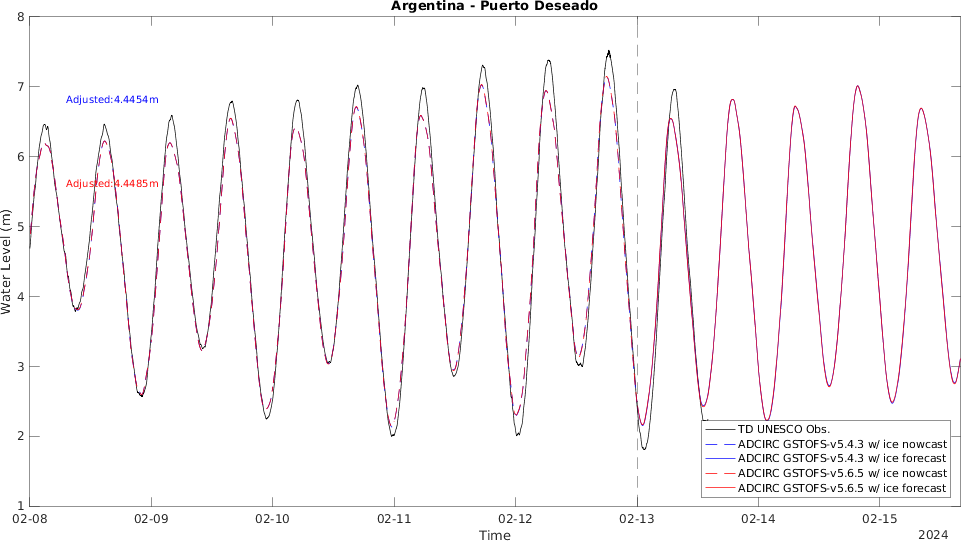 Argentina - Puerto Deseado
8
7
6
5
4
3
2
1
Water Level (m)
Adjusted:4.4454m
Adjusted:4.4485m
TD UNESCO Obs.
ADCIRC GSTOFS-v5.4.3 w/ ice nowcast
ADCIRC GSTOFS-v5.4.3 w/ ice forecast
ADCIRC GSTOFS-v5.6.5 w/ ice nowcast
ADCIRC GSTOFS-v5.6.5 w/ ice forecast
02-08 02-09 02-10 02-11 02-12 02-13 02-14 02-15
Time
2024